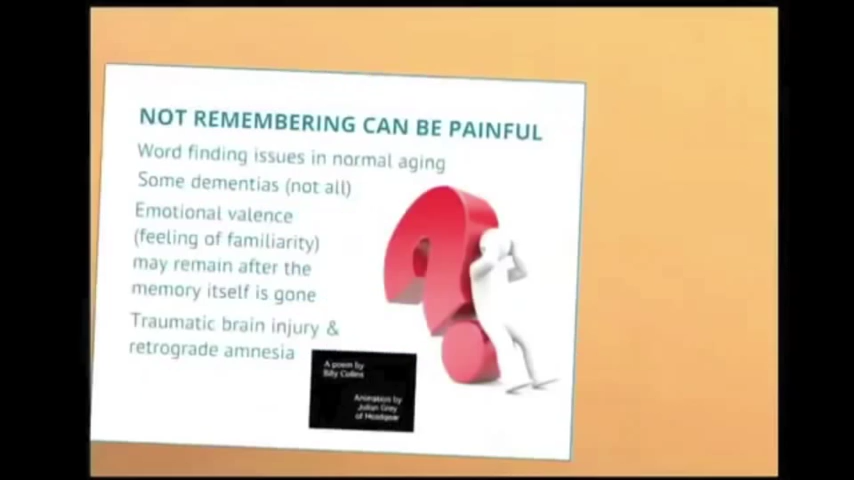 NOT REMEMBERING CAN BE PAINFUL
Word finding issues in normal aging
Some dementias (not all)
Emotional valence
(feeling of familiarity)
may remain after the
memory itself is gone
Traumatic brain injury &
retrograde amnesia
A poem by
Billy Collins
Animation by
Julian Grey
of Headgear